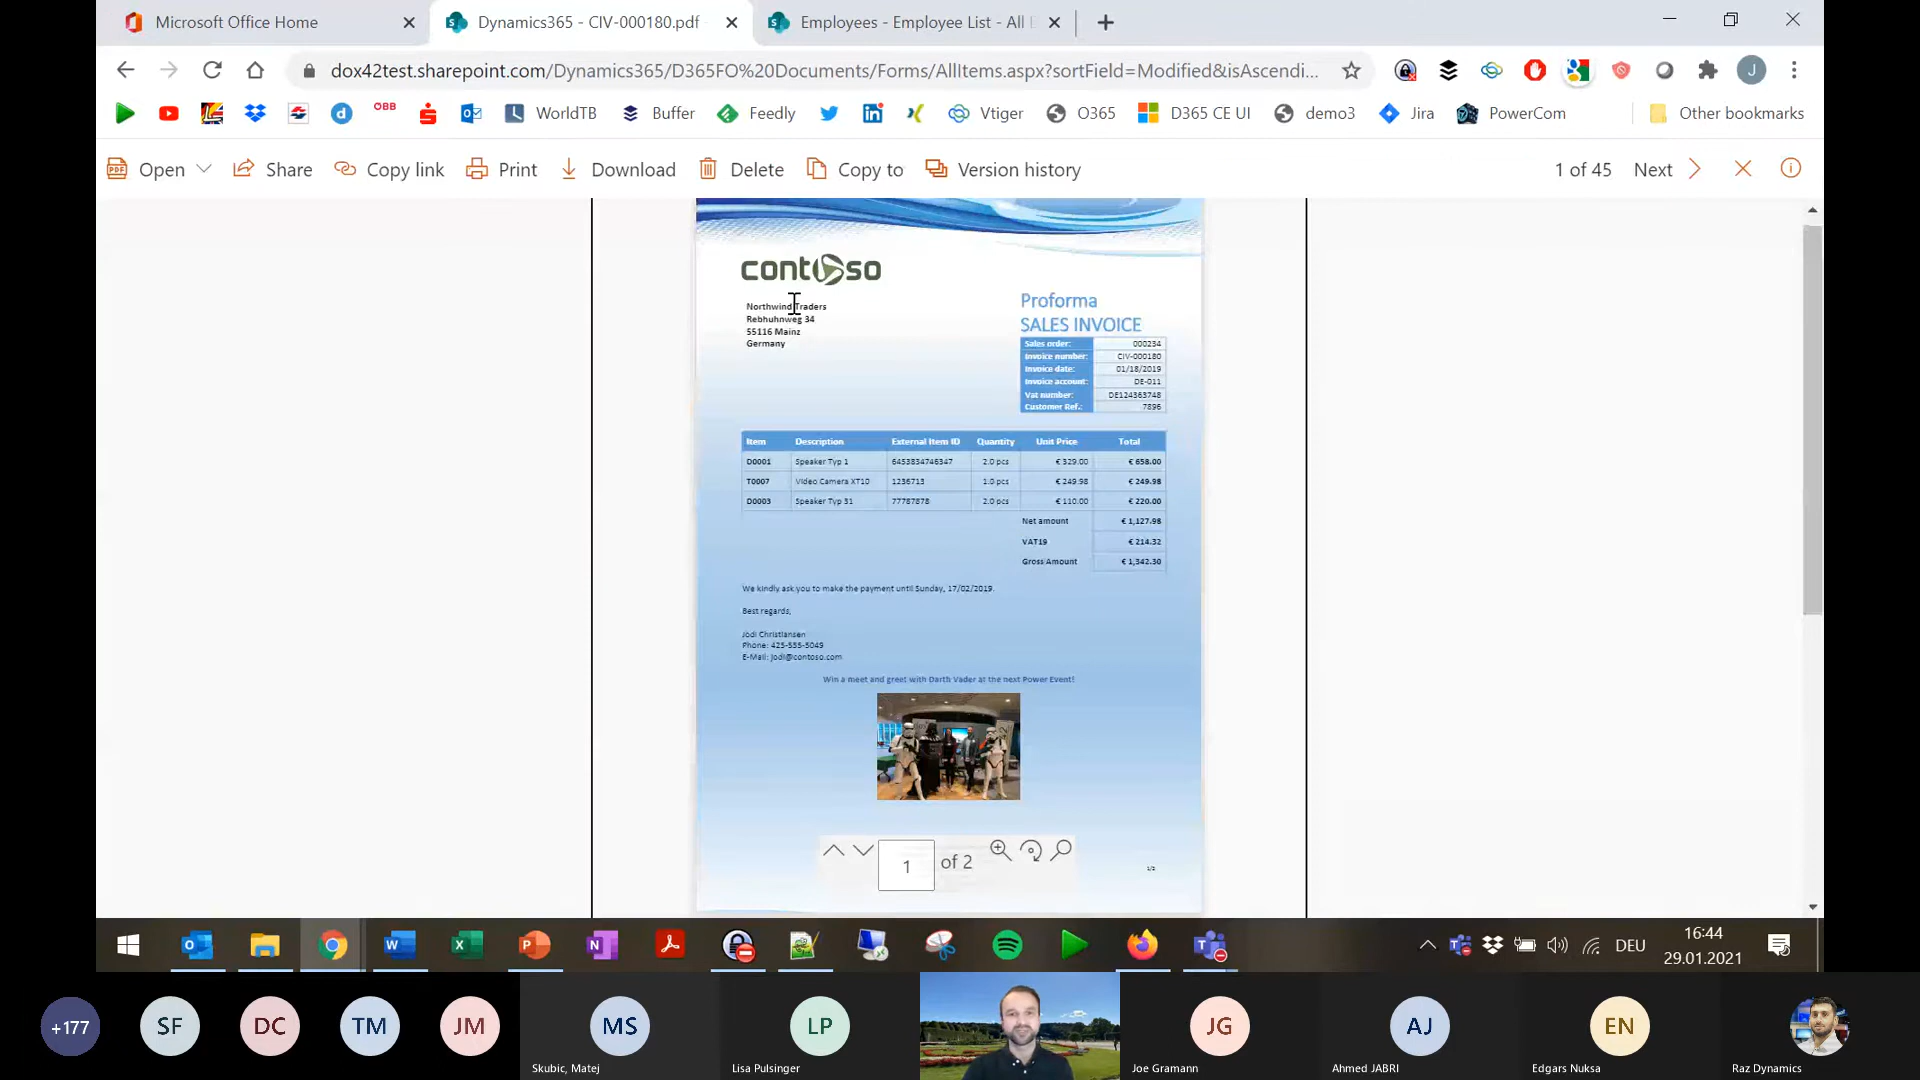 Microsoft Office Home
Dynamics365 - CIV-000180.pdf
Employees - Employee List - All
dox42test.sharepoint.com/Dynamics365/D365FO%20Documents/Forms/AllItems.aspx?sortField=Modified&isAscendi...
J
OBB
WorldTB
Buffer
Feedly
Vtiger
O365
D365 CE UI
demo3
Jira
PowerCom
Other bookmarks
Open
Share
Copy link
Print
Download
Delete
Copy to
Version history
1 of 45
Next
contoso
Northwind Traders
Rebhuhnweg 34
55116 Mainz
Germany
Proforma
SALES INVOICE
Sales order: 000234
Invoice number: CIV-000180
Invoice date: 01/18/2019
Invoice account: DE-011
Vat number: DE124363748
Customer Ref.: 7896
Item Description External Item ID Quantity Unit Price Total
D0001 Speaker Typ 1 6453834746347 2.0 pcs € 329.00 € 658.00
T0007 Video Camera XT10 1236713 1.0 pcs € 249.98 € 249.98
D0003 Speaker Typ 31 77787878 2.0 pcs € 110.00 € 220.00
Net amount € 1,127.98
VAT19 € 214.32
Gross Amount € 1,342.30
We kindly ask you to make the payment until Sunday, 17/02/2019.
Best regards,
Jodi Christiansen
Phone: 425-555-5049
E-Mail: jodi@contoso.com
Win a meet and greet with Darth Vader at the next Power Event!
1 of 2
1/2
DEU
16:44
29.01.2021
+177
SF
DC
TM
JM
MS
LP
JG
AJ
EN
Skubic, Matej
Lisa Pulsinger
Joe Gramann
Ahmed JABRI
Edgars Nuksa
Raz Dynamics